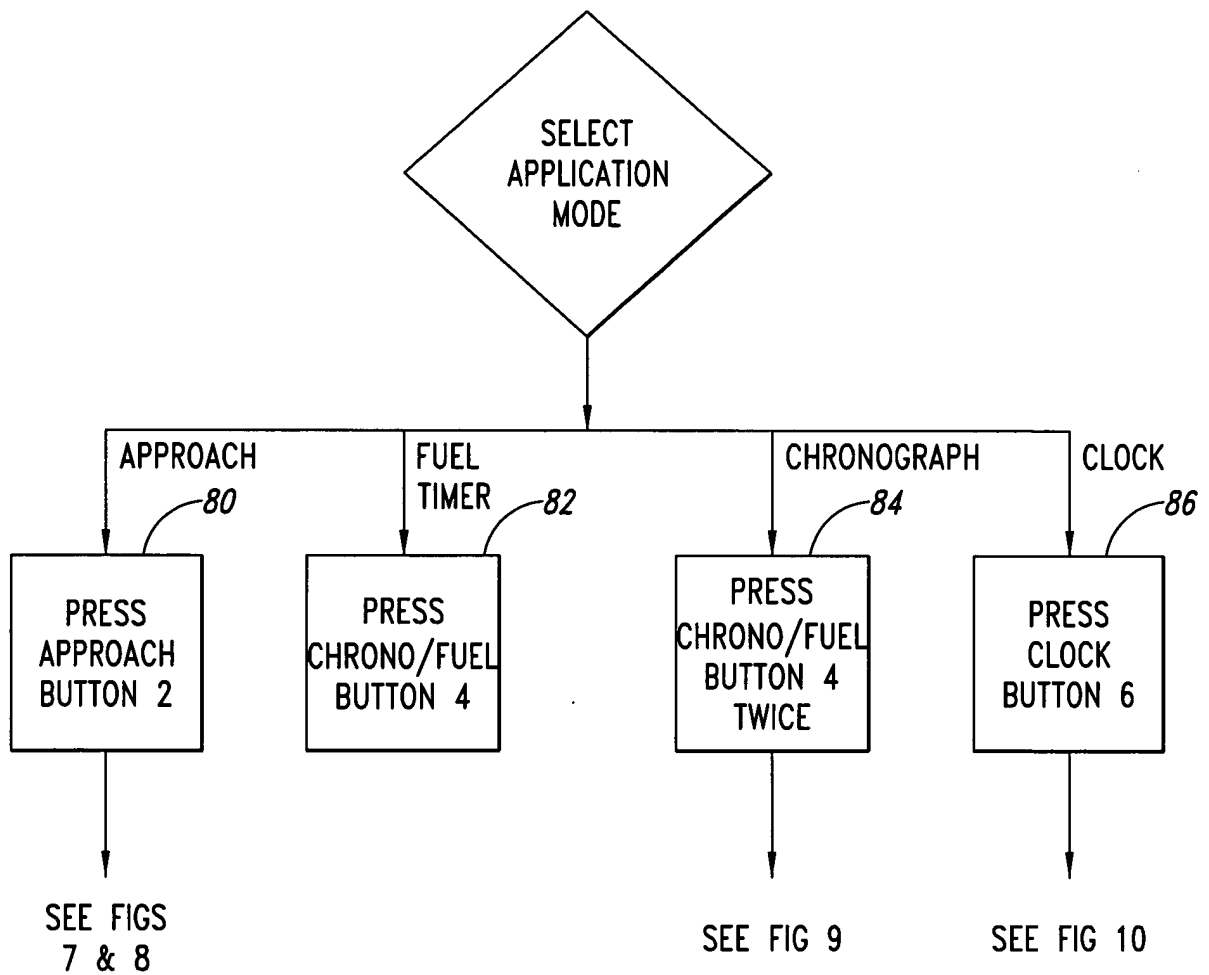 SELECT
APPLICATION
MODE
APPROACH
80
FUEL
TIMER
82
CHRONOGRAPH
84
CLOCK
86
PRESS
APPROACH
BUTTON 2
PRESS
CHRONO/FUEL
BUTTON 4
PRESS
CHRONO/FUEL
BUTTON 4
TWICE
PRESS
CLOCK
BUTTON 6
SEE FIGS
7 & 8
SEE FIG 9
SEE FIG 10